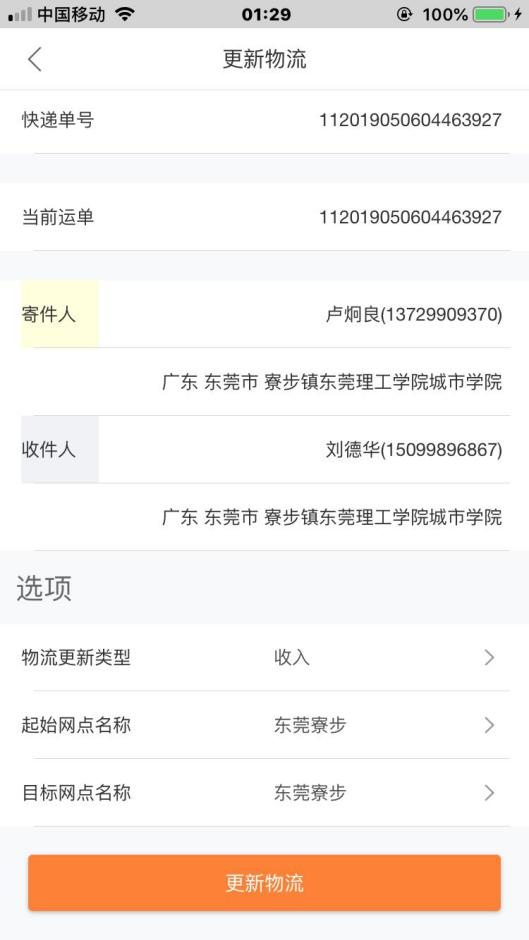 中国移动 01:29 100%
更新物流
快递单号 112019050604463927
当前运单 112019050604463927
寄件人 卢炯良(13729909370)
广东 东莞市 寮步镇东莞理工学院城市学院
收件人 刘德华(15099896867)
广东 东莞市 寮步镇东莞理工学院城市学院
选项
物流更新类型 收入
起始网点名称 东莞寮步
目标网点名称 东莞寮步
更新物流